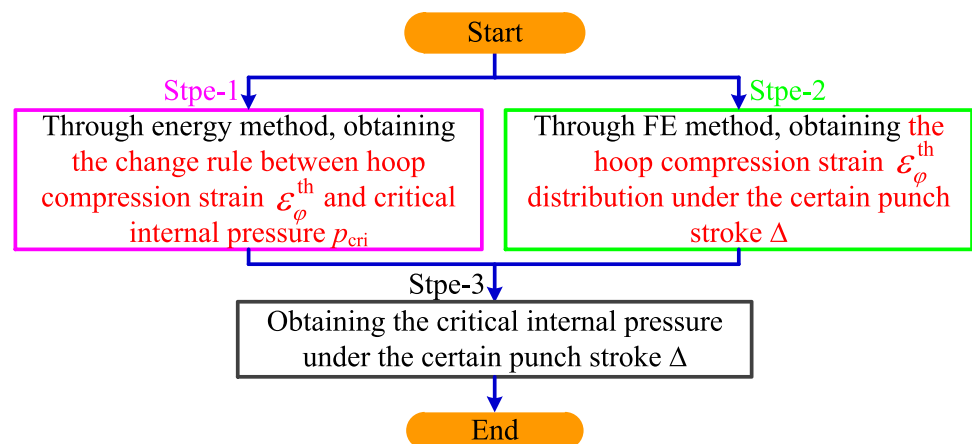 Start
Stpe-1
Through energy method, obtaining
the change rule between hoop
compression strain ε_φ^th and critical
internal pressure p_cri
Stpe-2
Through FE method, obtaining the
hoop compression strain ε_φ^th
distribution under the certain punch
stroke Δ
Stpe-3
Obtaining the critical internal pressure
under the certain punch stroke Δ
End